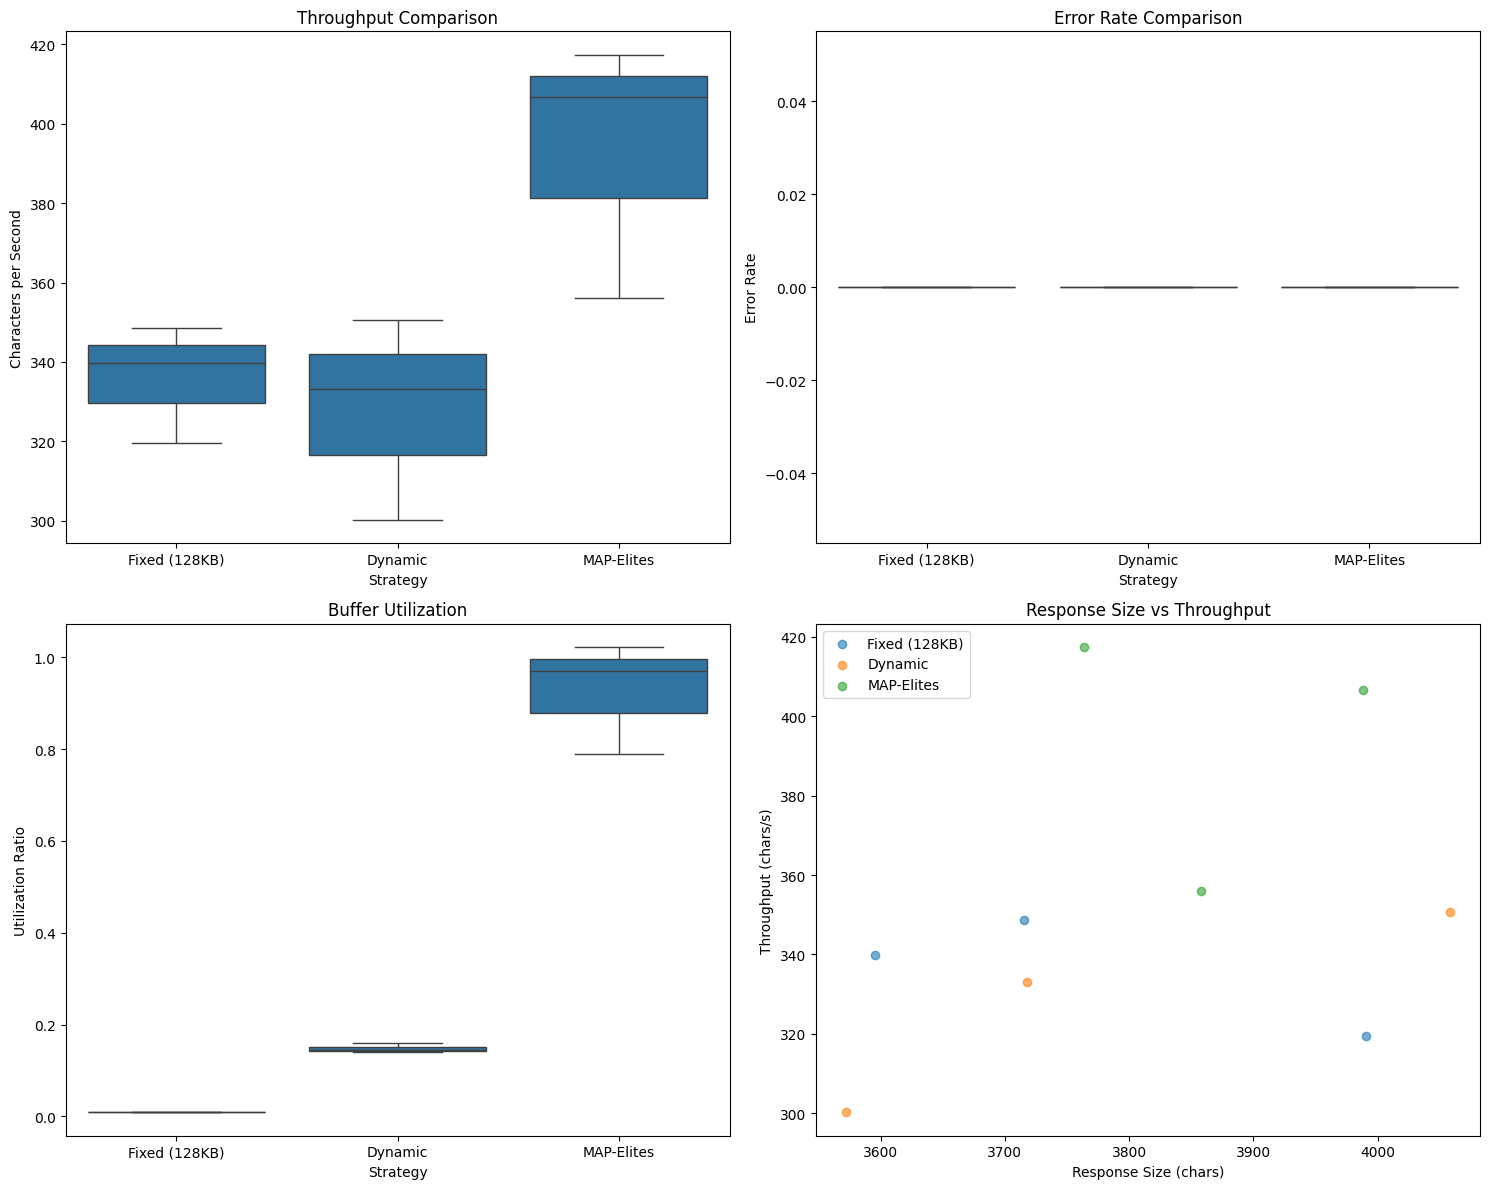 Throughput Comparison
420
400
380
360
340
320
300
Characters per Second
Fixed (128KB)
Dynamic
MAP-Elites
Strategy
Error Rate Comparison
0.04
0.02
0.00
−0.02
−0.04
Error Rate
Fixed (128KB)
Dynamic
MAP-Elites
Strategy
Buffer Utilization
1.0
0.8
0.6
0.4
0.2
0.0
Utilization Ratio
Fixed (128KB)
Dynamic
MAP-Elites
Strategy
Response Size vs Throughput
Fixed (128KB)
Dynamic
MAP-Elites
420
400
380
360
340
320
300
Throughput (chars/s)
3600
3700
3800
3900
4000
Response Size (chars)